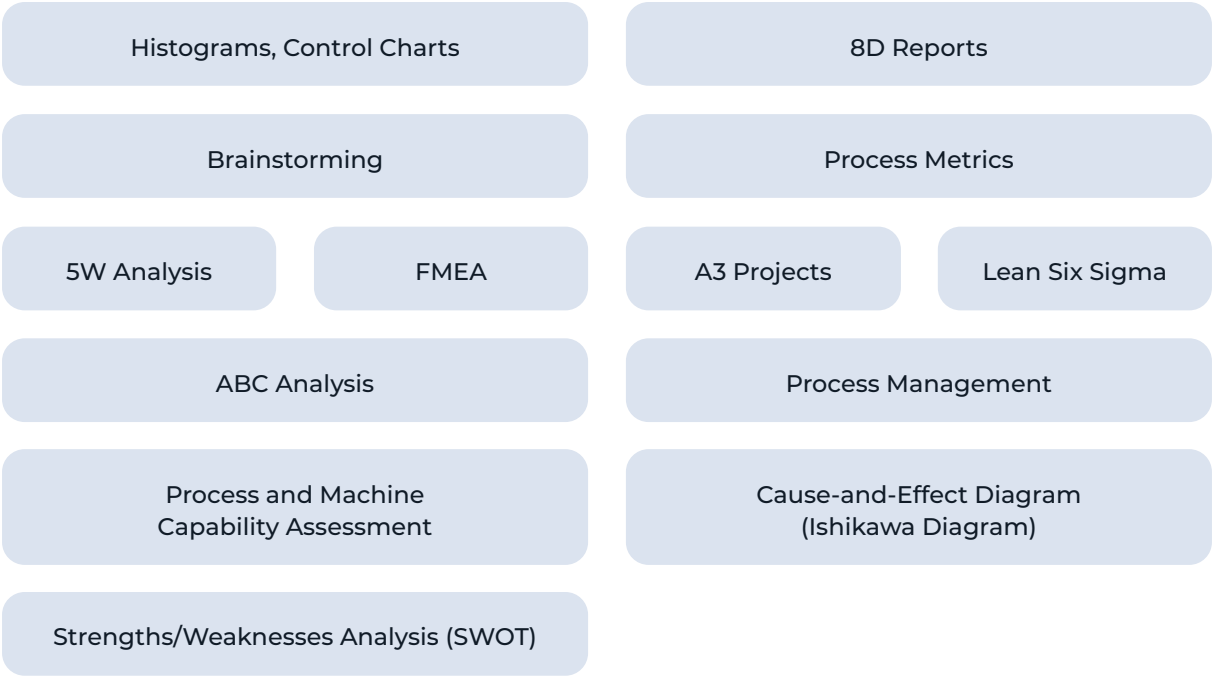 Histograms, Control Charts
8D Reports
Brainstorming
Process Metrics
5W Analysis
FMEA
A3 Projects
Lean Six Sigma
ABC Analysis
Process Management
Process and Machine
Capability Assessment
Cause-and-Effect Diagram
(Ishikawa Diagram)
Strengths/Weaknesses Analysis (SWOT)